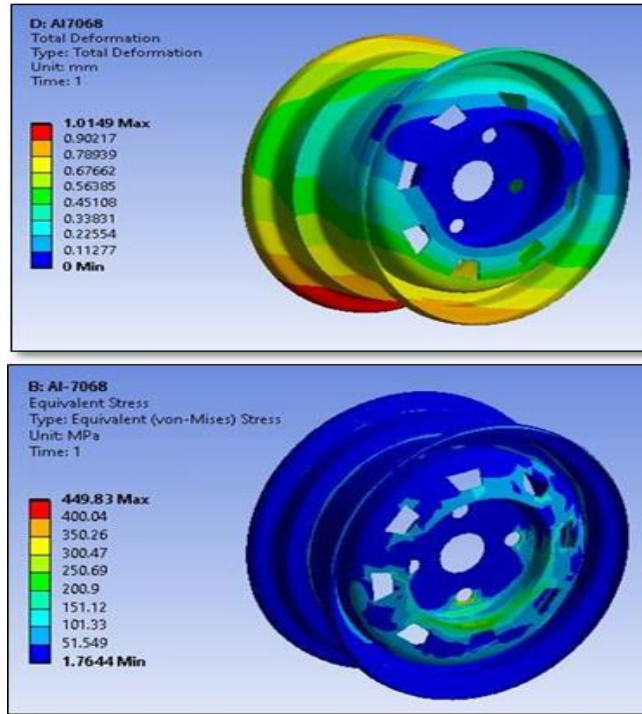 D: Al7068
Total Deformation
Type: Total Deformation
Unit: mm
Time: 1
1.0149 Max
0.90217
0.78939
0.67662
0.56385
0.45108
0.33831
0.22554
0.11277
0 Min
B: Al-7068
Equivalent Stress
Type: Equivalent (von-Mises) Stress
Unit: MPa
Time: 1
449.83 Max
400.04
350.26
300.47
250.69
200.9
151.12
101.33
51.549
1.7644 Min